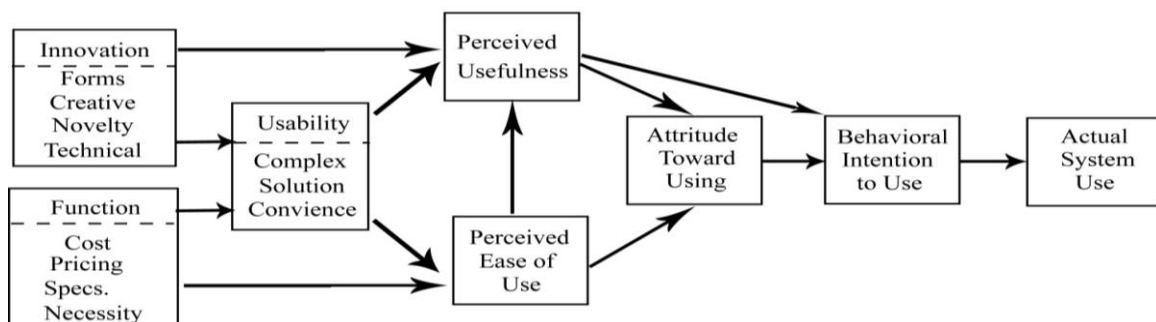 Innovation
Forms
Creative
Novelty
Technical
Function
Cost
Pricing
Specs.
Necessity
Usability
Complex
Solution
Convience
Perceived
Usefulness
Perceived
Ease of
Use
Attritude
Toward
Using
Behavioral
Intention
to Use
Actual
System
Use